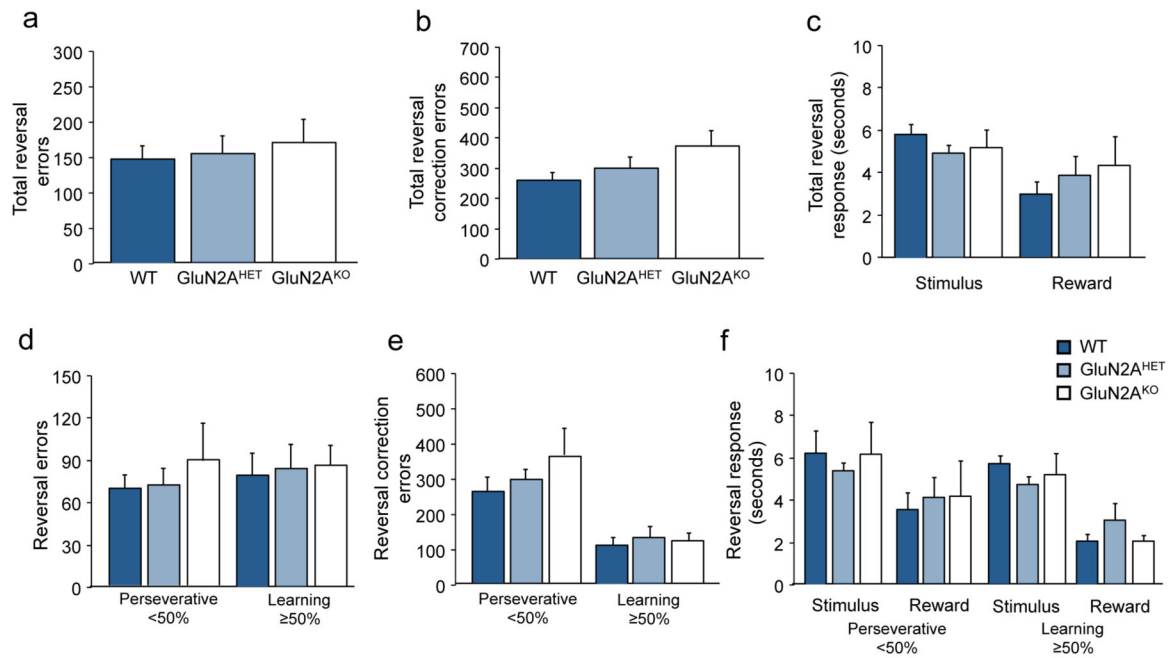 a
Total reversal
errors
300
250
200
150
100
50
0
WT
GluN2A^HET
GluN2A^KO
b
Total reversal
correction errors
700
600
500
400
300
200
100
0
WT
GluN2A^HET
GluN2A^KO
c
Total reversal
response (seconds)
10
8
6
4
2
0
Stimulus
Reward
d
Reversal errors
150
120
90
60
30
0
Perseverative
<50%
Learning
≥50%
e
Reversal correction
errors
600
500
400
300
200
100
0
Perseverative
<50%
Learning
≥50%
f
WT
GluN2A^HET
GluN2A^KO
Reversal response
(seconds)
10
8
6
4
2
0
Stimulus
Reward
Stimulus
Reward
Perseverative
<50%
Learning
≥50%